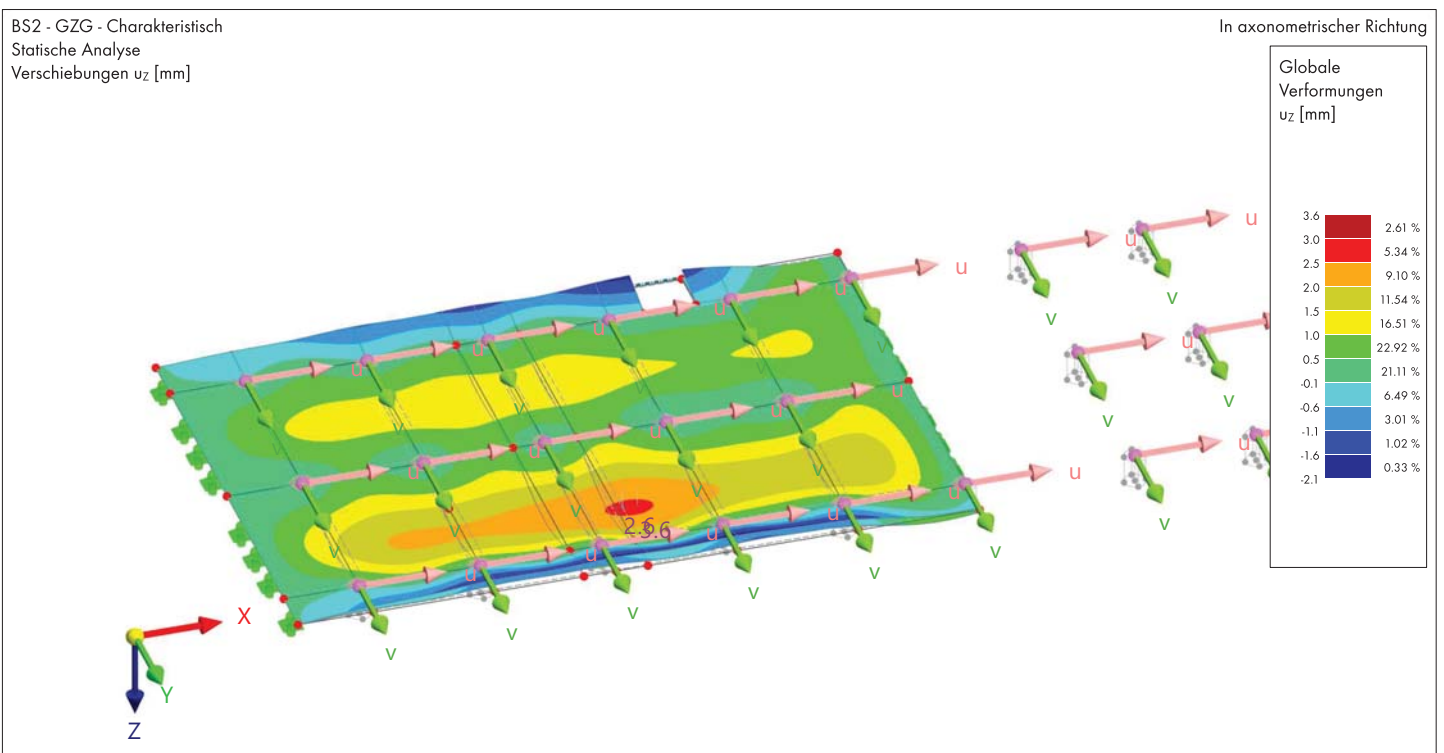 BS2 - GZG - Charakteristisch
Statische Analyse
Verschiebungen uZ [mm]
In axonometrischer Richtung
Globale
Verformungen
uZ [mm]
3.6
2.61 %
3.0
5.34 %
2.5
9.10 %
2.0
11.54 %
1.5
16.51 %
1.0
22.92 %
0.5
21.11 %
-0.1
6.49 %
-0.6
3.01 %
-1.1
1.02 %
-1.6
0.33 %
-2.1
u
u
u
u
u u u u u
v v
v v
u
u u u u u
v v v
v v
u
v v v v v
u u u u u
v v
v v v v v v
X
Y
Z